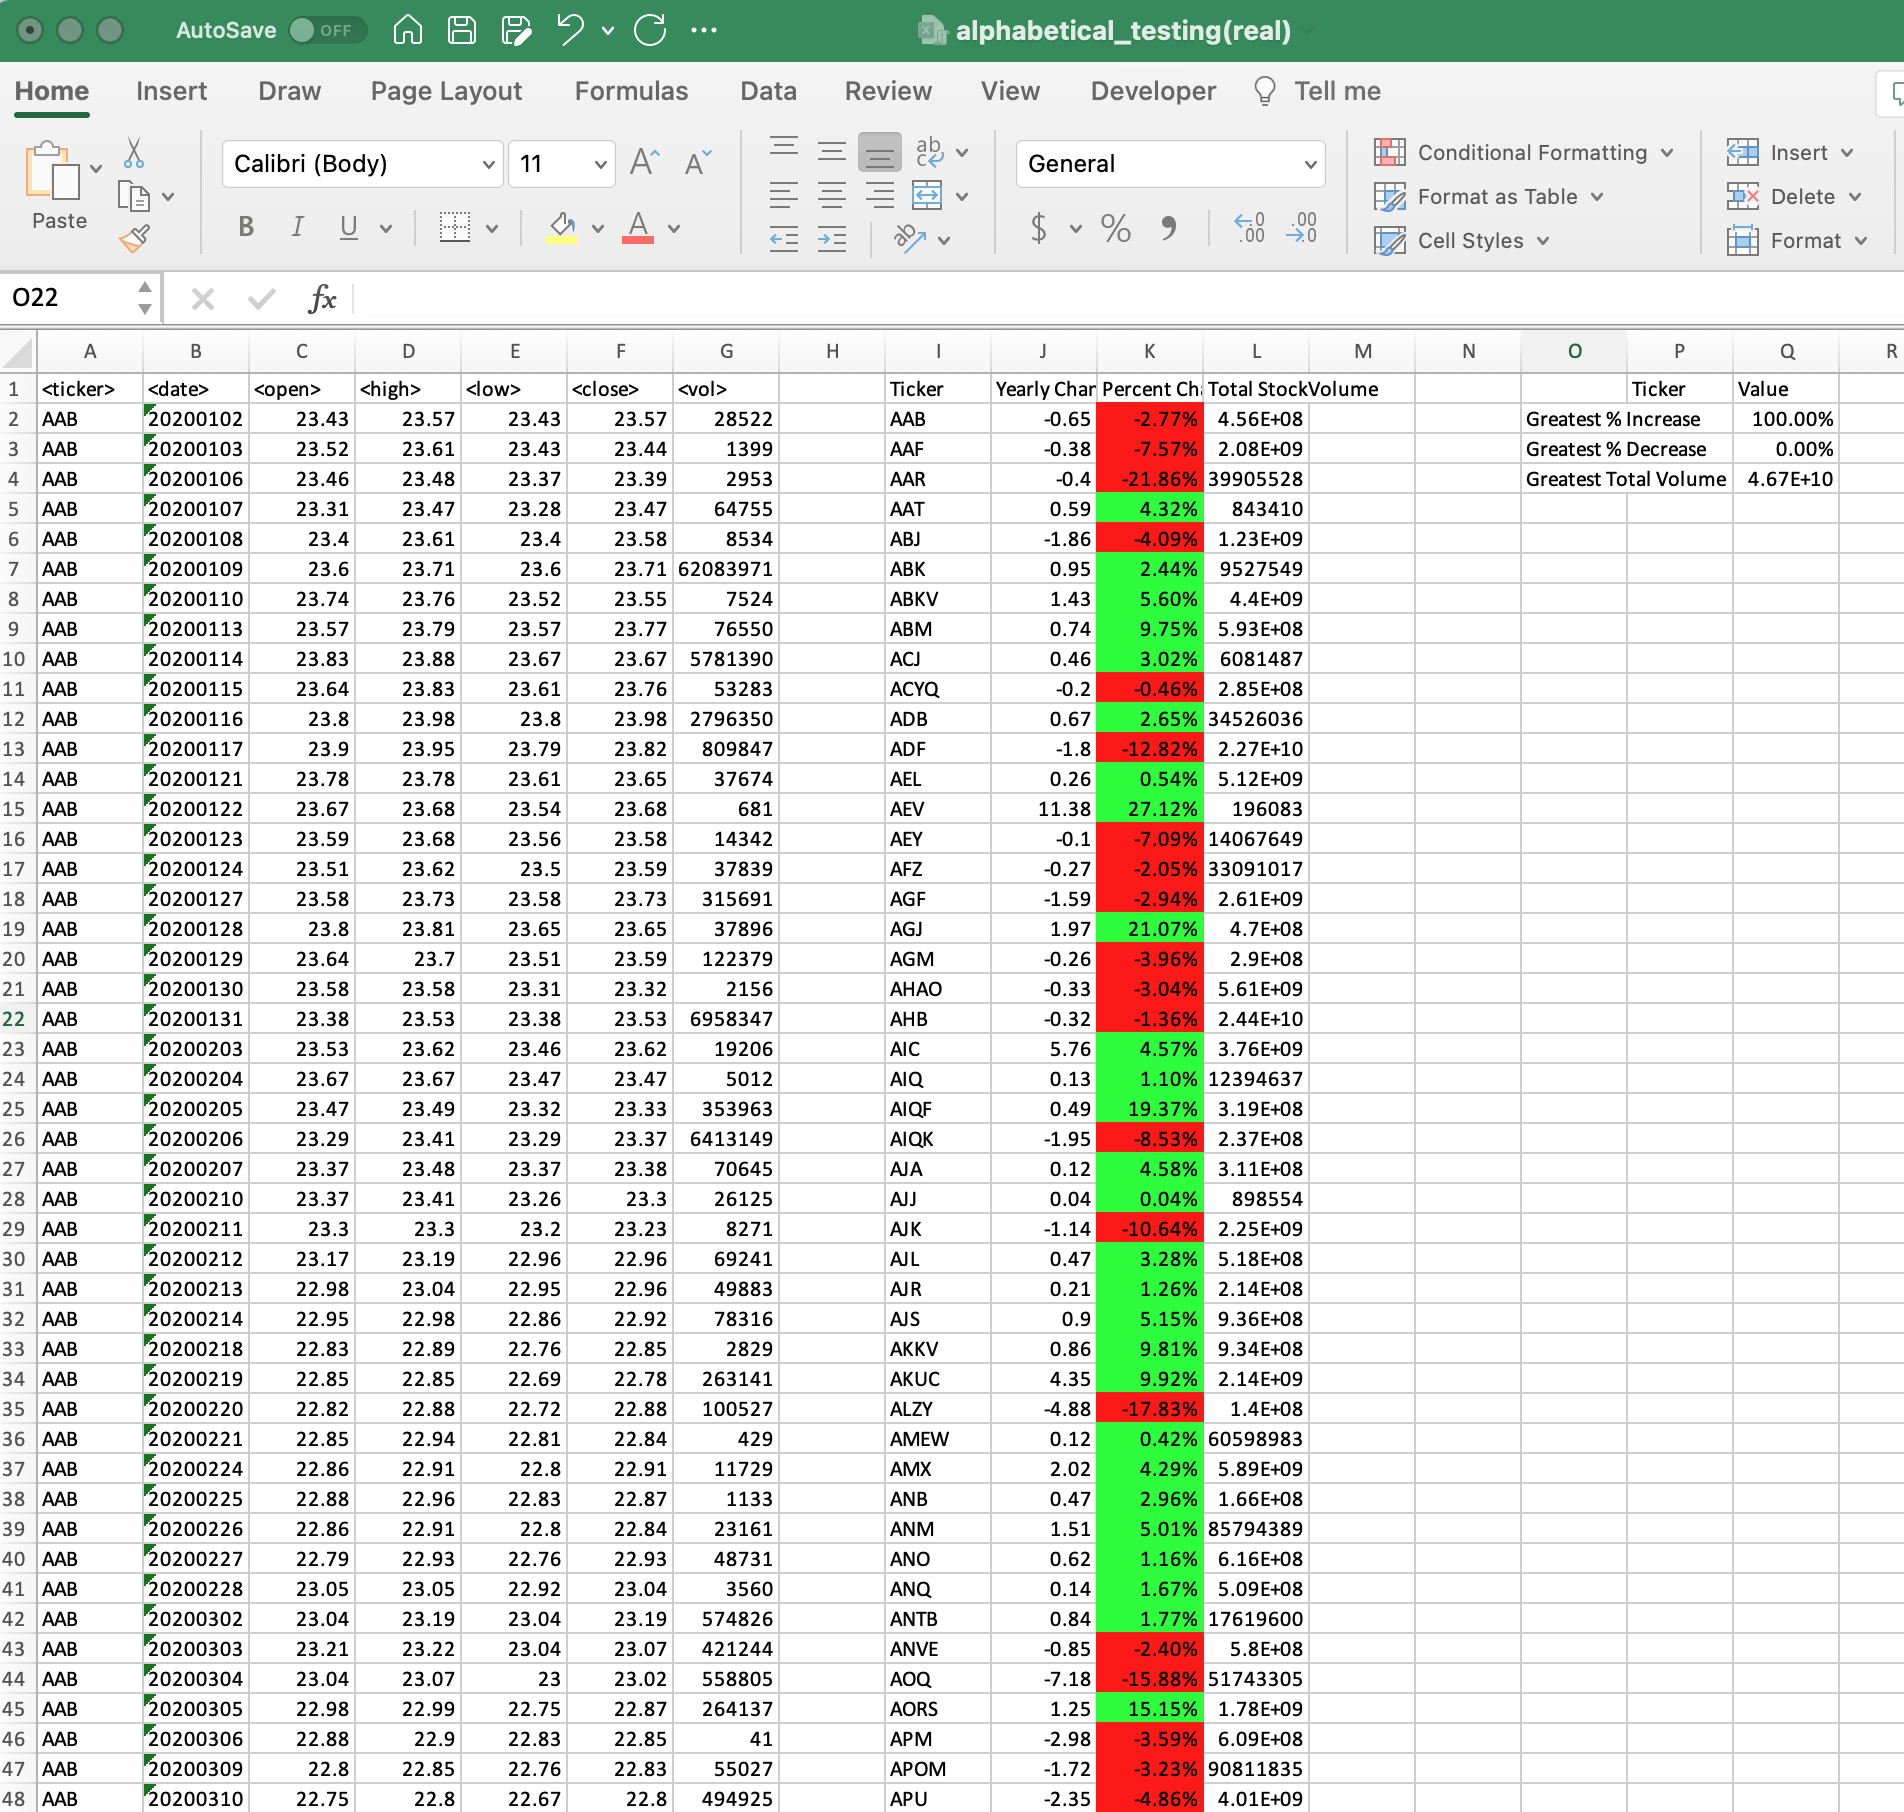 AutoSave OFF alphabetical_testing(real)
Home Insert Draw Page Layout Formulas Data Review View Developer Tell me
Paste Calibri (Body) 11 General Conditional Formatting Insert
Format as Table Delete
Cell Styles Format
O22 fx
A B C D E F G H I J K L M N O P Q R
1 <ticker> <date> <open> <high> <low> <close> <vol> Ticker Yearly Chan Percent Cha Total StockVolume Ticker Value
2 AAB 20200102 23.43 23.57 23.43 23.57 28522 AAB -0.65 -2.77% 4.56E+08 Greatest % Increase 100.00%
3 AAB 20200103 23.52 23.61 23.43 23.44 1399 AAF -0.38 -7.57% 2.08E+09 Greatest % Decrease 0.00%
4 AAB 20200106 23.46 23.48 23.37 23.39 2953 AAR -0.4 -21.86% 39905528 Greatest Total Volume 4.67E+10
5 AAB 20200107 23.31 23.47 23.28 23.47 64755 AAT 0.59 4.32% 843410
6 AAB 20200108 23.4 23.61 23.4 23.58 8534 ABJ -1.86 -4.09% 1.23E+09
7 AAB 20200109 23.6 23.71 23.6 23.71 62083971 ABK 0.95 2.44% 9527549
8 AAB 20200110 23.74 23.76 23.52 23.55 7524 ABKV 1.43 5.60% 4.4E+09
9 AAB 20200113 23.57 23.79 23.57 23.77 76550 ABM 0.74 9.75% 5.93E+08
10 AAB 20200114 23.83 23.88 23.67 23.67 5781390 ACJ 0.46 3.02% 6081487
11 AAB 20200115 23.64 23.83 23.61 23.76 53283 ACYQ -0.2 -0.46% 2.85E+08
12 AAB 20200116 23.8 23.98 23.8 23.98 2796350 ADB 0.67 2.65% 34526036
13 AAB 20200117 23.9 23.95 23.79 23.82 809847 ADF -1.8 -12.82% 2.27E+10
14 AAB 20200121 23.78 23.78 23.61 23.65 37674 AEL 0.26 0.54% 5.12E+09
15 AAB 20200122 23.67 23.68 23.54 23.68 681 AEV 11.38 27.12% 196083
16 AAB 20200123 23.59 23.68 23.56 23.58 14342 AEY -0.1 -7.09% 14067649
17 AAB 20200124 23.51 23.62 23.5 23.59 37839 AFZ -0.27 -2.05% 33091017
18 AAB 20200127 23.58 23.73 23.58 23.73 315691 AGF -1.59 -2.94% 2.61E+09
19 AAB 20200128 23.8 23.81 23.65 23.65 37896 AGJ 1.97 21.07% 4.7E+08
20 AAB 20200129 23.64 23.7 23.51 23.59 122379 AGM -0.26 -3.96% 2.9E+08
21 AAB 20200130 23.58 23.58 23.31 23.32 2156 AHAO -0.33 -3.04% 5.61E+09
22 AAB 20200131 23.38 23.53 23.38 23.53 6958347 AHB -0.32 -1.36% 2.44E+10
23 AAB 20200203 23.53 23.62 23.46 23.62 19206 AIC 5.76 4.57% 3.76E+09
24 AAB 20200204 23.67 23.67 23.47 23.47 5012 AIQ 0.13 1.10% 12394637
25 AAB 20200205 23.47 23.49 23.32 23.33 353963 AIQF 0.49 19.37% 3.19E+08
26 AAB 20200206 23.29 23.41 23.29 23.37 6413149 AIQK -1.95 -8.53% 2.37E+08
27 AAB 20200207 23.37 23.48 23.37 23.38 70645 AJA 0.12 4.58% 3.11E+08
28 AAB 20200210 23.37 23.41 23.26 23.3 26125 AJJ 0.04 0.04% 898554
29 AAB 20200211 23.3 23.3 23.2 23.23 8271 AJK -1.14 -10.64% 2.25E+09
30 AAB 20200212 23.17 23.19 22.96 22.96 69241 AJL 0.47 3.28% 5.18E+08
31 AAB 20200213 22.98 23.04 22.95 22.96 49883 AJR 0.21 1.26% 2.14E+08
32 AAB 20200214 22.95 22.98 22.86 22.92 78316 AJS 0.9 5.15% 9.36E+08
33 AAB 20200218 22.83 22.89 22.76 22.85 2829 AKKV 0.86 9.81% 9.34E+08
34 AAB 20200219 22.85 22.85 22.69 22.78 263141 AKUC 4.35 9.92% 2.14E+09
35 AAB 20200220 22.82 22.88 22.72 22.88 100527 ALZY -4.88 -17.83% 1.4E+08
36 AAB 20200221 22.85 22.94 22.81 22.84 429 AMEW 0.12 0.42% 60598983
37 AAB 20200224 22.86 22.91 22.8 22.91 11729 AMX 2.02 4.29% 5.89E+09
38 AAB 20200225 22.88 22.96 22.83 22.87 1133 ANB 0.47 2.96% 1.66E+08
39 AAB 20200226 22.86 22.91 22.8 22.84 23161 ANM 1.51 5.01% 85794389
40 AAB 20200227 22.79 22.93 22.76 22.93 48731 ANO 0.62 1.16% 6.16E+08
41 AAB 20200228 23.05 23.05 22.92 23.04 3560 ANQ 0.14 1.67% 5.09E+08
42 AAB 20200302 23.04 23.19 23.04 23.19 574826 ANTB 0.84 1.77% 17619600
43 AAB 20200303 23.21 23.22 23.04 23.07 421244 ANVE -0.85 -2.40% 5.8E+08
44 AAB 20200304 23.04 23.07 23 23.02 558805 AOQ -7.18 -15.88% 51743305
45 AAB 20200305 22.98 22.99 22.75 22.87 264137 AORS 1.25 15.15% 1.78E+09
46 AAB 20200306 22.88 22.9 22.83 22.85 41 APM -2.98 -3.59% 6.09E+08
47 AAB 20200309 22.8 22.85 22.76 22.83 55027 APOM -1.72 -3.23% 90811835
48 AAB 20200310 22.75 22.8 22.67 22.8 494925 APU -2.35 -4.86% 4.01E+09